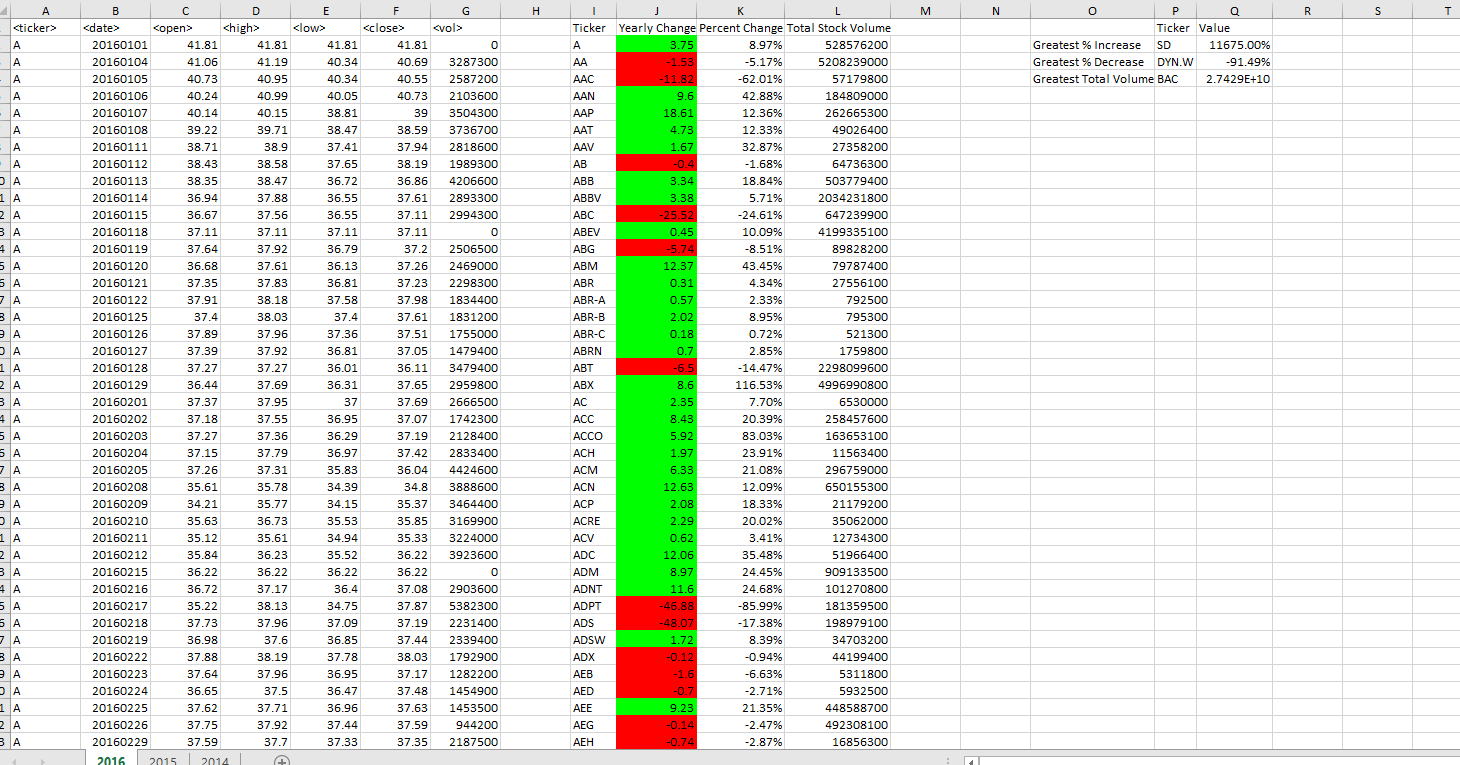 A B C D E F G H I J K L M N O P Q R S T
<ticker> <date> <open> <high> <low> <close> <vol> Ticker Yearly Change Percent Change Total Stock Volume Ticker Value
A 20160101 41.81 41.81 41.81 41.81 0 A 3.75 8.97% 528576200 Greatest % Increase SD 11675.00%
A 20160104 41.06 41.19 40.34 40.69 3287300 AA -1.53 -5.17% 5208239000 Greatest % Decrease DYN.W -91.49%
A 20160105 40.73 40.95 40.34 40.55 2587200 AAC -11.82 -62.01% 57179800 Greatest Total Volume BAC 2.7429E+10
A 20160106 40.24 40.99 40.05 40.73 2103600 AAN 9.6 42.88% 184809000
A 20160107 40.14 40.15 38.81 39 3504300 AAP 18.61 12.36% 262665300
A 20160108 39.22 39.71 38.47 38.59 3736700 AAT 4.73 12.33% 49026400
A 20160111 38.71 38.9 37.41 37.94 2818600 AAV 1.67 32.87% 27358200
A 20160112 38.43 38.58 37.65 38.19 1989300 AB -0.4 -1.68% 64736300
A 20160113 38.35 38.47 36.72 36.86 4206600 ABB 3.34 18.84% 503779400
A 20160114 36.94 37.88 36.55 37.61 2893300 ABBV 3.38 5.71% 2034231800
A 20160115 36.67 37.56 36.55 37.11 2994300 ABC -25.52 -24.61% 647239900
A 20160118 37.11 37.11 37.11 37.11 0 ABEV 0.45 10.09% 4199335100
A 20160119 37.64 37.92 36.79 37.2 2506500 ABG -5.74 -8.51% 89828200
A 20160120 36.68 37.61 36.13 37.26 2469000 ABM 12.37 43.45% 79787400
A 20160121 37.35 37.83 36.81 37.23 2298300 ABR 0.31 4.34% 27556100
A 20160122 37.91 38.18 37.58 37.98 1834400 ABR-A 0.57 2.33% 792500
A 20160125 37.4 38.03 37.4 37.61 1831200 ABR-B 2.02 8.95% 795300
A 20160126 37.89 37.96 37.36 37.51 1755000 ABR-C 0.18 0.72% 521300
A 20160127 37.39 37.92 36.81 37.05 1479400 ABRN 0.7 2.85% 1759800
A 20160128 37.27 37.27 36.01 36.11 3479400 ABT -6.5 -14.47% 2298099600
A 20160129 36.44 37.69 36.31 37.65 2959800 ABX 8.6 116.53% 4996990800
A 20160201 37.37 37.95 37 37.69 2666500 AC 2.35 7.70% 6530000
A 20160202 37.18 37.55 36.95 37.07 1742300 ACC 8.43 20.39% 258457600
A 20160203 37.27 37.36 36.29 37.19 2128400 ACCO 5.92 83.03% 163653100
A 20160204 37.15 37.79 36.97 37.42 2833400 ACH 1.97 23.91% 11563400
A 20160205 37.26 37.31 35.83 36.04 4424600 ACM 6.33 21.08% 296759000
A 20160208 35.61 35.78 34.39 34.8 3888600 ACN 12.63 12.09% 650155300
A 20160209 34.21 35.77 34.15 35.37 3464400 ACP 2.08 18.33% 21179200
A 20160210 35.63 36.73 35.53 35.85 3169900 ACRE 2.29 20.02% 35062000
A 20160211 35.12 35.61 34.94 35.33 3224000 ACV 0.62 3.41% 12734300
A 20160212 35.84 36.23 35.52 36.22 3923600 ADC 12.06 35.48% 51966400
A 20160215 36.22 36.22 36.22 36.22 0 ADM 8.97 24.45% 909133500
A 20160216 36.72 37.17 36.4 37.08 2903600 ADNT 11.6 24.68% 101270800
A 20160217 35.22 38.13 34.75 37.87 5382300 ADPT -46.88 -85.99% 181359500
A 20160218 37.73 37.96 37.09 37.19 2231400 ADS -48.07 -17.38% 198979100
A 20160219 36.98 37.6 36.85 37.44 2339400 ADSW 1.72 8.39% 34703200
A 20160222 37.88 38.19 37.78 38.03 1792900 ADX -0.12 -0.94% 44199400
A 20160223 37.64 37.96 36.95 37.17 1282200 AEB -1.6 -6.63% 5311800
A 20160224 36.65 37.5 36.47 37.48 1454900 AED -0.7 -2.71% 5932500
A 20160225 37.62 37.71 36.96 37.63 1453500 AEE 9.23 21.35% 448588700
A 20160226 37.75 37.92 37.44 37.59 944200 AEG -0.14 -2.47% 492308100
A 20160229 37.59 37.7 37.33 37.35 2187500 AEH -0.74 -2.87% 16856300
2016 2015 2014